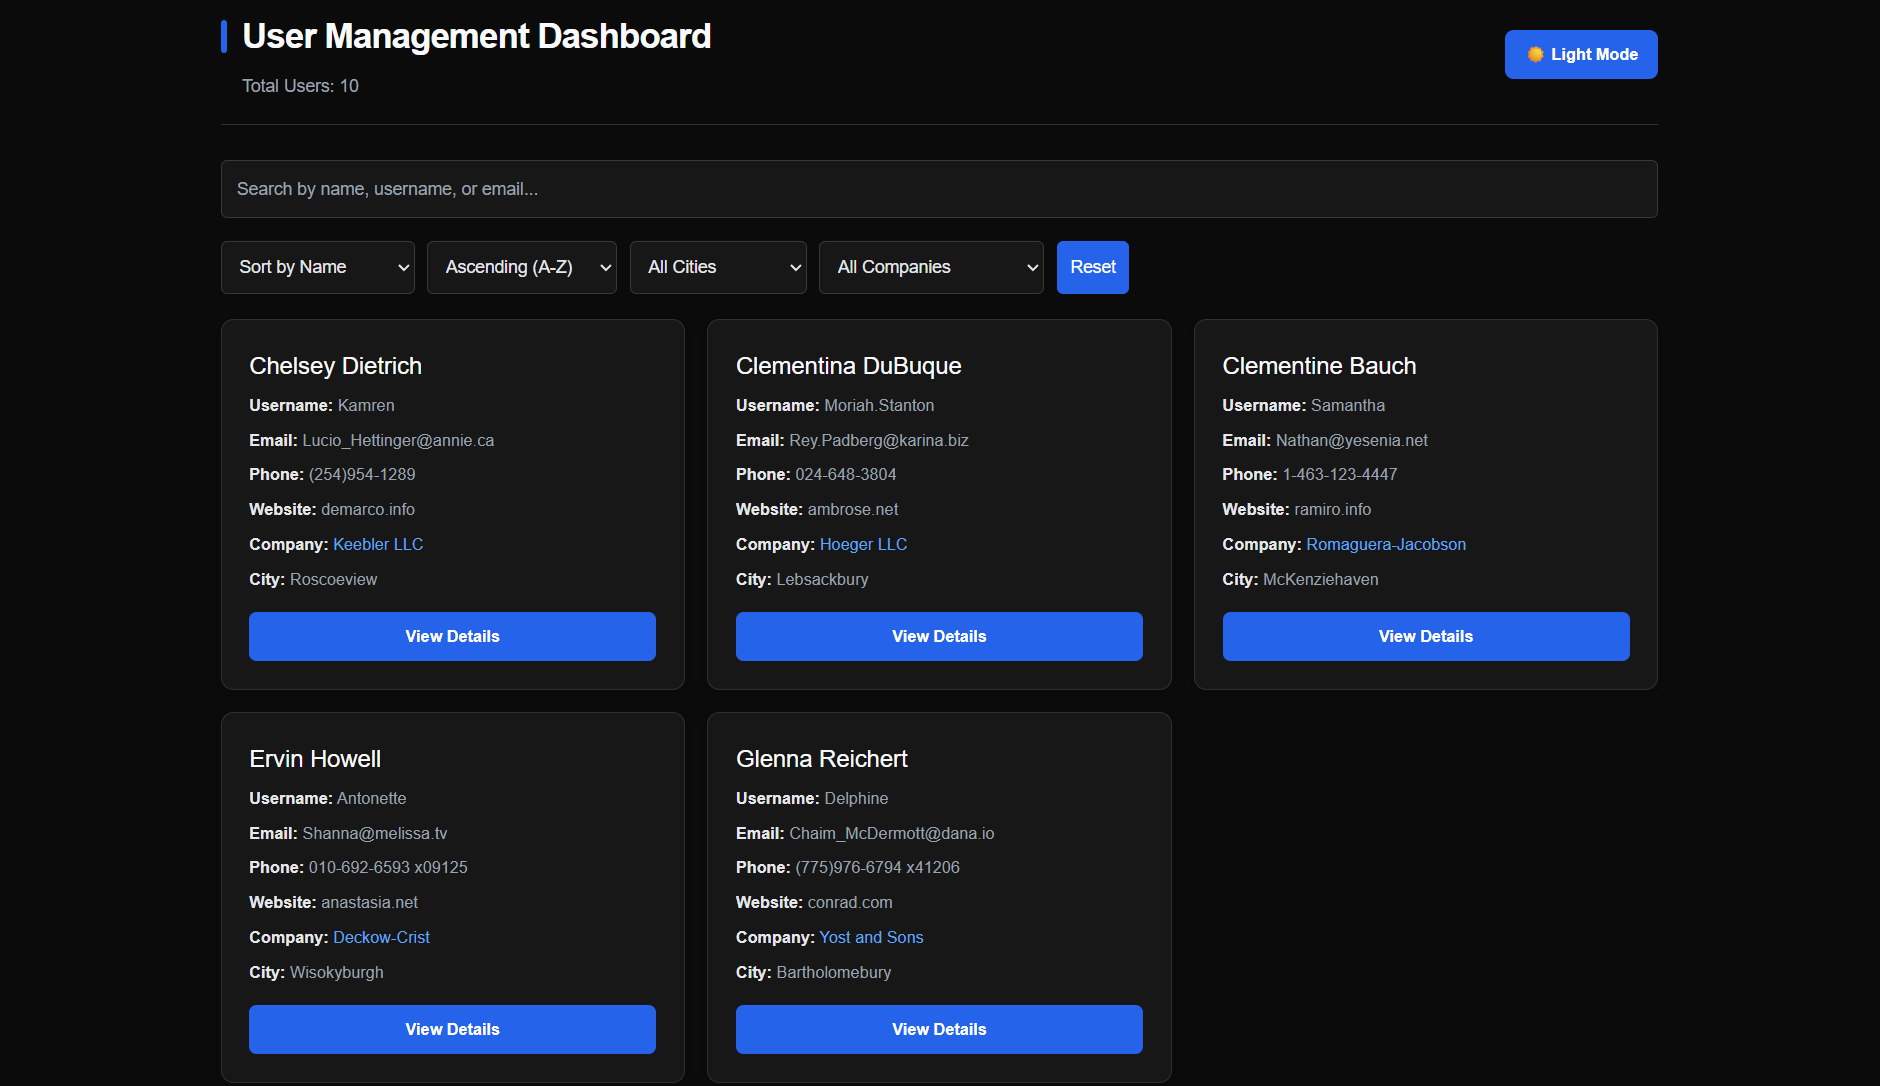 User Management Dashboard
Total Users: 10
Light Mode
Search by name, username, or email...
Sort by Name
Ascending (A-Z)
All Cities
All Companies
Reset
Chelsey Dietrich
Username: Kamren
Email: Lucio_Hettinger@annie.ca
Phone: (254)954-1289
Website: demarco.info
Company: Keebler LLC
City: Roscoeview
View Details
Clementina DuBuque
Username: Moriah.Stanton
Email: Rey.Padberg@karina.biz
Phone: 024-648-3804
Website: ambrose.net
Company: Hoeger LLC
City: Lebsackbury
View Details
Clementine Bauch
Username: Samantha
Email: Nathan@yesenia.net
Phone: 1-463-123-4447
Website: ramiro.info
Company: Romaguera-Jacobson
City: McKenziehaven
View Details
Ervin Howell
Username: Antonette
Email: Shanna@melissa.tv
Phone: 010-692-6593 x09125
Website: anastasia.net
Company: Deckow-Crist
City: Wisokyburgh
View Details
Glenna Reichert
Username: Delphine
Email: Chaim_McDermott@dana.io
Phone: (775)976-6794 x41206
Website: conrad.com
Company: Yost and Sons
City: Bartholomebury
View Details